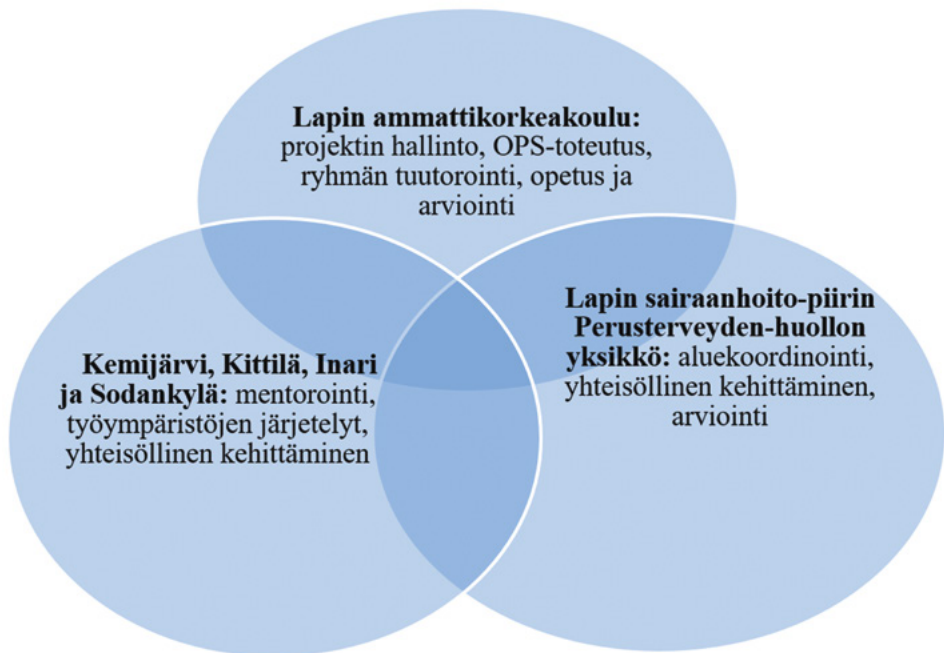 Lapin ammattikorkeakoulu:
projektin hallinto, OPS-toteutus,
ryhmän tuutorointi, opetus ja
arviointi
Kemijärvi, Kittilä, Inari
ja Sodankylä: mentorointi,
työympäristöjen järjetelyt,
yhteisöllinen kehittäminen
Lapin sairaanhoito-piirin
Perusterveyden-huollon
yksikkö: aluekoordinointi,
yhteisöllinen kehittäminen,
arviointi